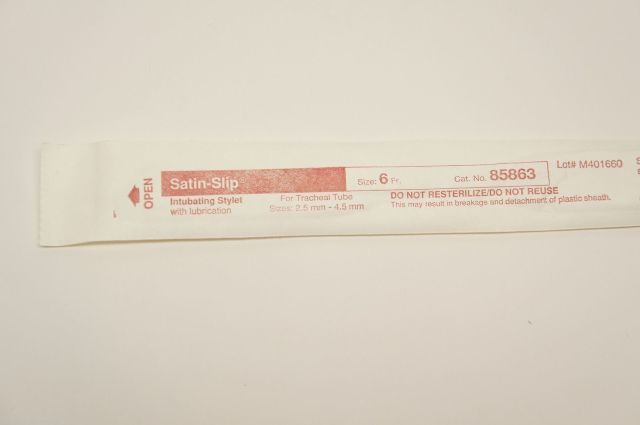 OPEN
Satin-Slip®
Size: 6 Fr.
Cat. No. 85863
Lot# M401660
Intubating Stylet
with lubrication
For Tracheal Tube
Sizes: 2.5 mm - 4.5 mm
DO NOT RESTERILIZE/DO NOT REUSE
This may result in breakage and detachment of plastic sheath.